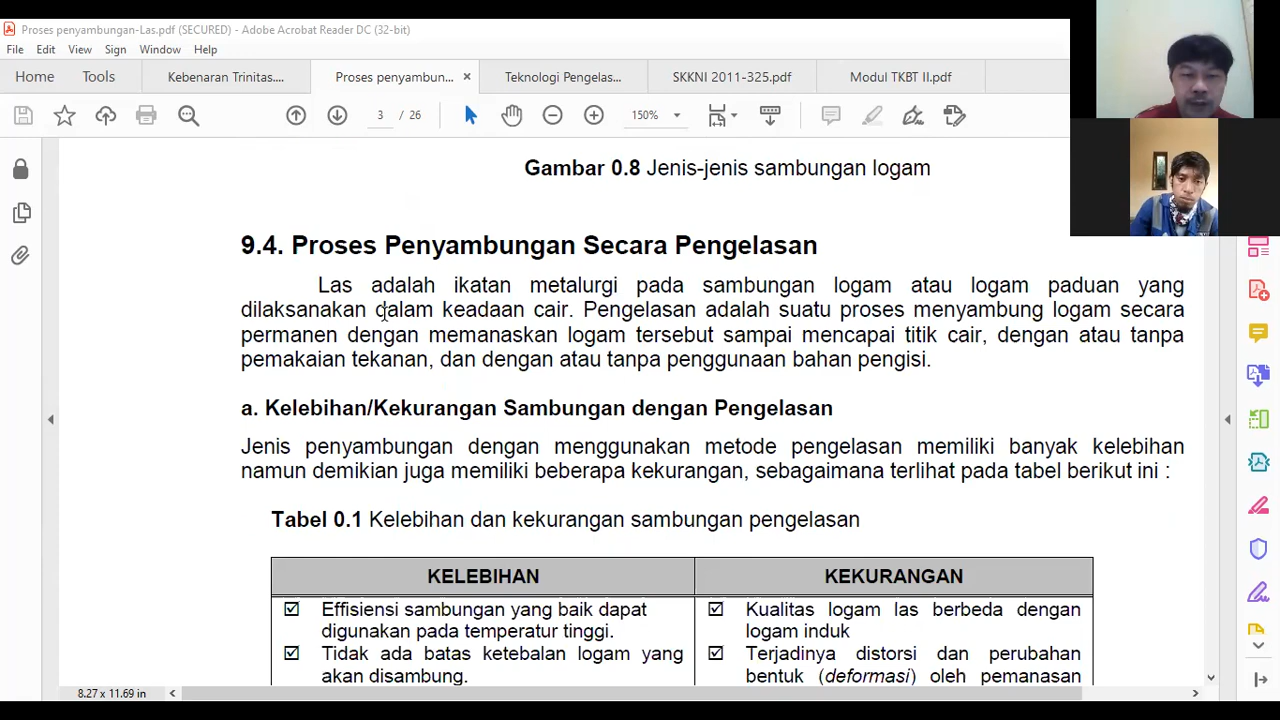 Proses penyambungan-Las.pdf (SECURED) - Adobe Acrobat Reader DC (32-bit)
File Edit View Sign Window Help
Home Tools Kebenaran Trinitas.... Proses penyambun... × Teknologi Pengelas... SKKNI 2011-325.pdf Modul TKBT II.pdf
3 / 26 150%
Gambar 0.8 Jenis-jenis sambungan logam
9.4. Proses Penyambungan Secara Pengelasan
Las adalah ikatan metalurgi pada sambungan logam atau logam paduan yang
dilaksanakan dalam keadaan cair. Pengelasan adalah suatu proses menyambung logam secara
permanen dengan memanaskan logam tersebut sampai mencapai titik cair, dengan atau tanpa
pemakaian tekanan, dan dengan atau tanpa penggunaan bahan pengisi.
a. Kelebihan/Kekurangan Sambungan dengan Pengelasan
Jenis penyambungan dengan menggunakan metode pengelasan memiliki banyak kelebihan
namun demikian juga memiliki beberapa kekurangan, sebagaimana terlihat pada tabel berikut ini :
Tabel 0.1 Kelebihan dan kekurangan sambungan pengelasan
KELEBIHAN
Effisiensi sambungan yang baik dapat
digunakan pada temperatur tinggi.
Tidak ada batas ketebalan logam yang
akan disambung.
KEKURANGAN
Kualitas logam las berbeda dengan
logam induk
Terjadinya distorsi dan perubahan
bentuk (deformasi) oleh pemanasan
8.27 x 11.69 in